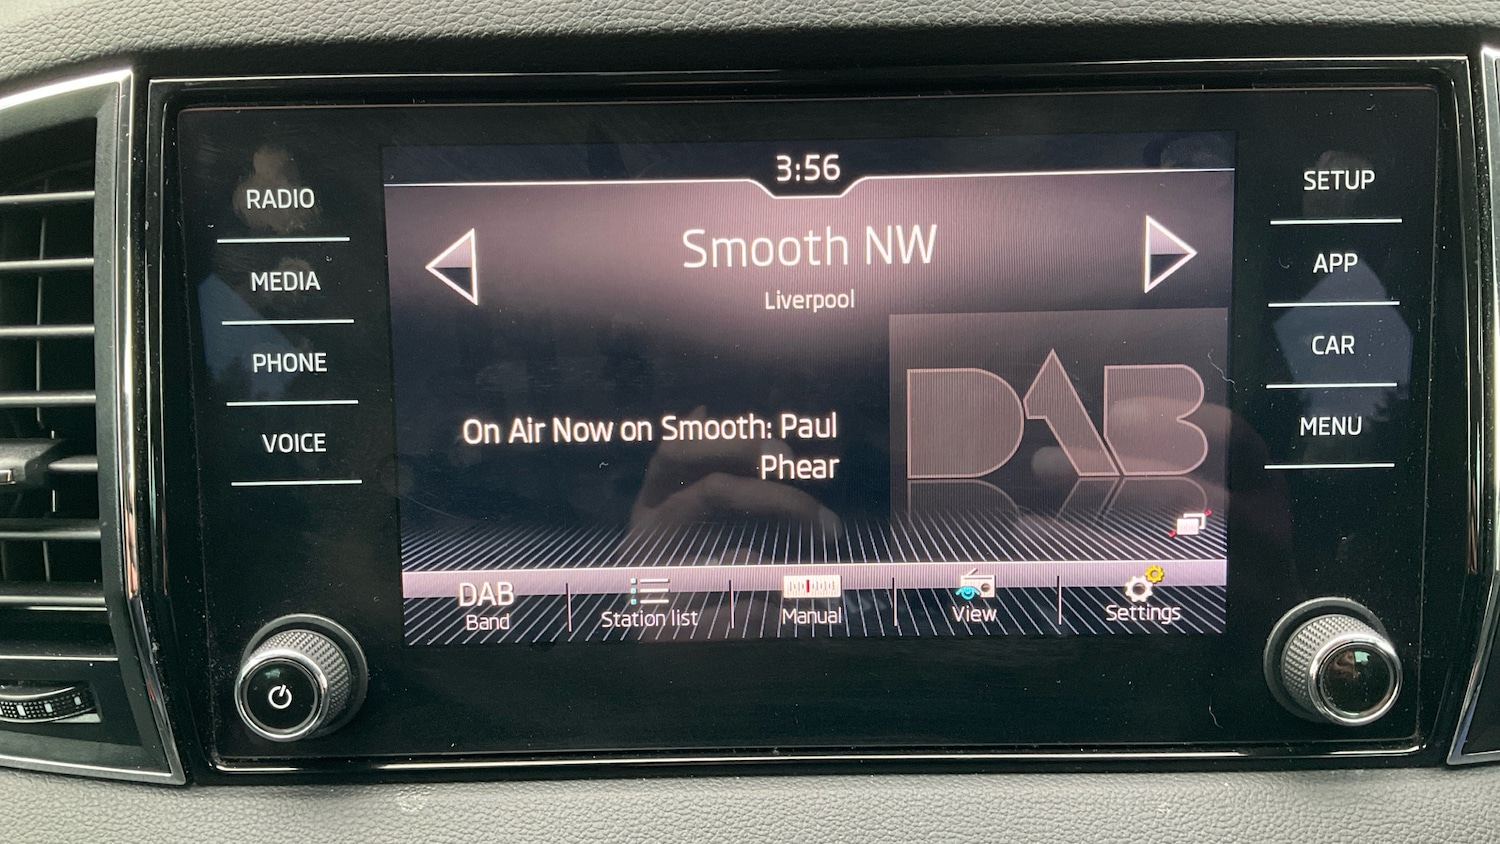 3:56
RADIO
MEDIA
PHONE
VOICE
Smooth NW
Liverpool
On Air Now on Smooth: Paul
Phear
DAB
DAB
Band
Station list
Manual
View
Settings
SETUP
APP
CAR
MENU